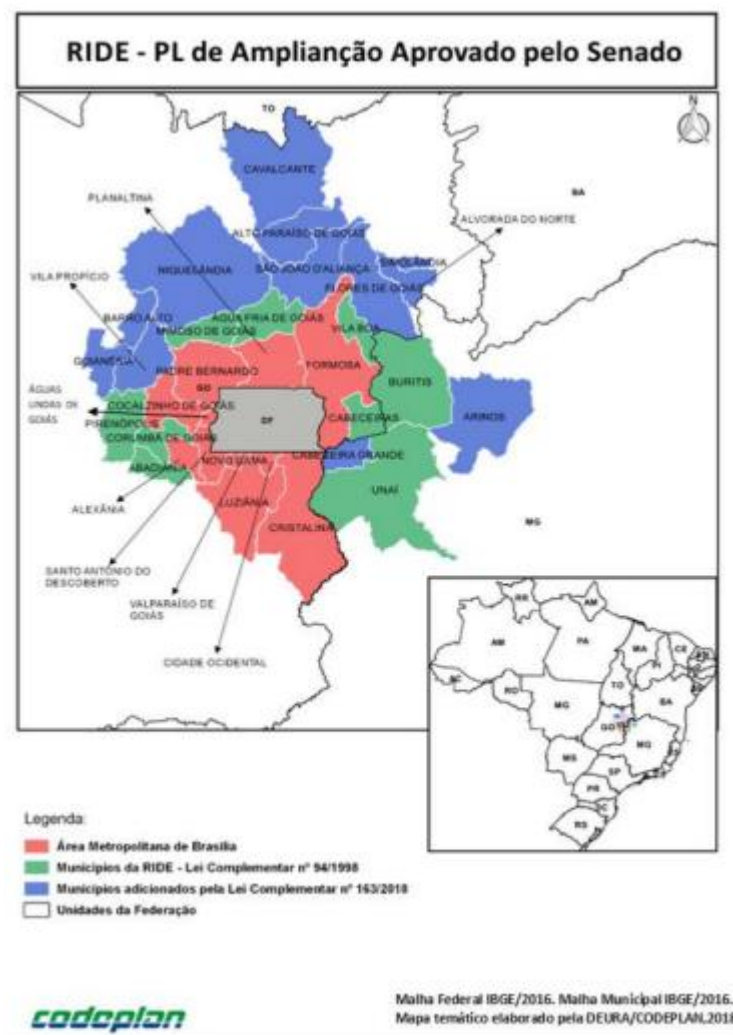 RIDE - PL de Ampliançāo Aprovado pelo Senado
N
TO
CAVALCANTE
PLANALTINA
BA
ALVORADA DO NORTE
ALTO PARAÍSO DE GOIÁS
SIMOLÂNDIA
NIQUELÂNDIA
SÃO JOÃO D'ALIANÇA
VILA PROPÍCIO
FLORES DE GOIÁS
BARRO ALTO
ÁGUA FRIA DE GOIÁS
MIMOSO DE GOIÁS
VILA BOA
GOIANÉSIA
PADRE BERNARDO
FORMOSA
BURITIS
GO
ÁGUAS
LINDAS DE
GOIÁS
COCALZINHO DE GOIÁS
DF
CABECEIRAS
ARINOS
PIRENÓPOLIS
CORUMBÁ DE GOIÁS
ABADIÂNIA
NOVO GAMA
CABECEIRA GRANDE
UNAÍ
ALEXÂNIA
LUZIÂNIA
CRISTALINA
MG
SANTO ANTÔNIO DO
DESCOBERTO
VALPARAÍSO DE
GOIÁS
CIDADE OCIDENTAL
RR
AM
AM
PA
MA
CE
PI
AC
RO
TO
BA
MG
GO
MG
MS
SP
PR
SC
RS
Legenda:
Área Metropolitana de Brasília
Municípios da RIDE - Lei Complementar nº 94/1998
Municípios adicionados pela Lei Complementar nº 163/2018
Unidades da Federação
codeplan
Malha Federal IBGE/2016. Malha Municipal IBGE/2016.
Mapa temático elaborado pela DEURA/CODEPLAN,2018